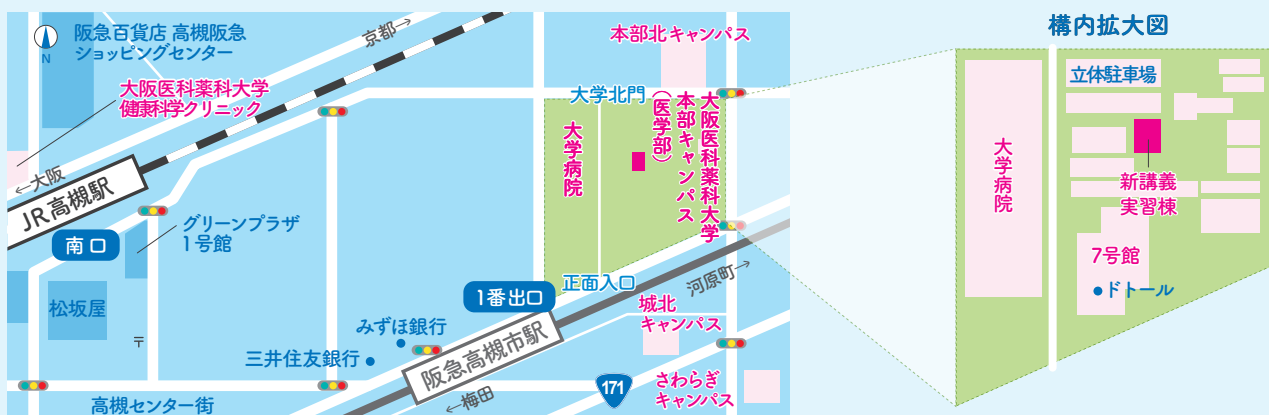 阪急百貨店 高槻阪急
ショッピングセンター
N
大阪医科薬科大学
健康科学クリニック
京都→
←大阪
JR高槻駅
南口
グリーンプラザ
1号館
松坂屋
〒
高槻センター街
三井住友銀行
みずほ銀行
1番出口
阪急高槻市駅
←梅田
171
本部北キャンパス
大学北門
大学病院
大阪医科薬科大学
本部キャンパス
（医学部）
正面入口
河原町→
城北
キャンパス
さわらぎ
キャンパス
構内拡大図
立体駐車場
大学病院
新講義
実習棟
7号館
ドトール